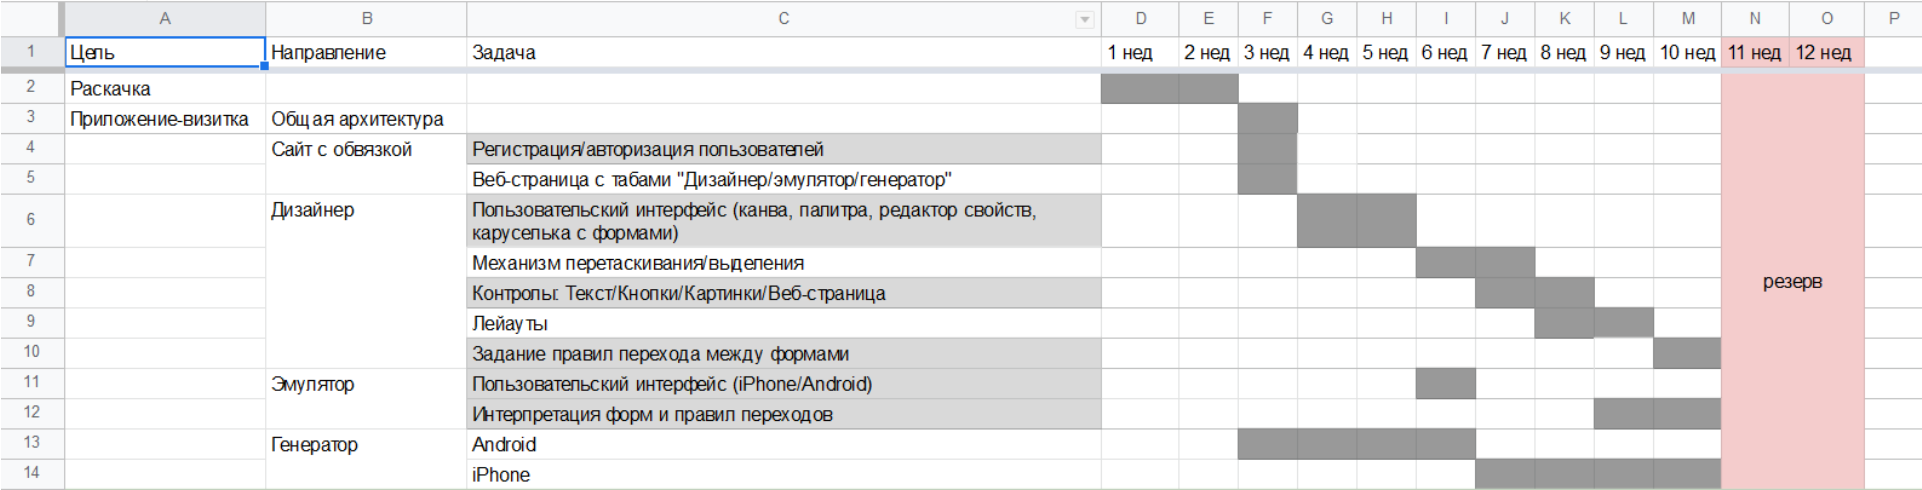 A B C D E F G H I J K L M N O P
1 Цель Направление Задача 1 нед 2 нед 3 нед 4 нед 5 нед 6 нед 7 нед 8 нед 9 нед 10 нед 11 нед 12 нед
2 Раскачка
3 Приложение-визитка Общая архитектура
4 Сайт с обвязкой Регистрация/авторизация пользователей
5 Веб-страница с табами "Дизайнер/эмулятор/генератор"
6 Дизайнер Пользовательский интерфейс (канва, палитра, редактор свойств,
каруселька с формами)
7 Механизм перетаскивания/выделения
8 Контролы: Текст/Кнопки/Картинки/Веб-страница резерв
9 Лейауты
10 Задание правил перехода между формами
11 Эмулятор Пользовательский интерфейс (iPhone/Android)
12 Интерпретация форм и правил переходов
13 Генератор Android
14 iPhone